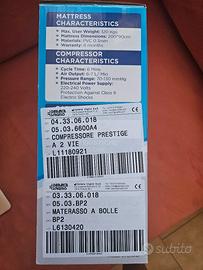 MATTRESS
CHARACTERISTICS
Max. User Weight: 120 Kgs
Mattress Dimensions: 200*90cm
Materials: PVC 0.3mm
Warranty: 6 months
COMPRESSOR
CHARACTERISTICS
Cycle Time: 6 Mins
Air Output: 6-7 L/ Min
Pressure Range: 70-130 mmHg
Electrical Power Supply:
220-240 Volts
Protection Against Class II
Electric Shocks
04.33.06.018
05.03.6600A4
COMPRESSORE PRESTIGE
A 2 VIE
L11180921
03.33.06.018
05.03.BP2
MATERASSO A BOLLE
BP2
L6130420
subito